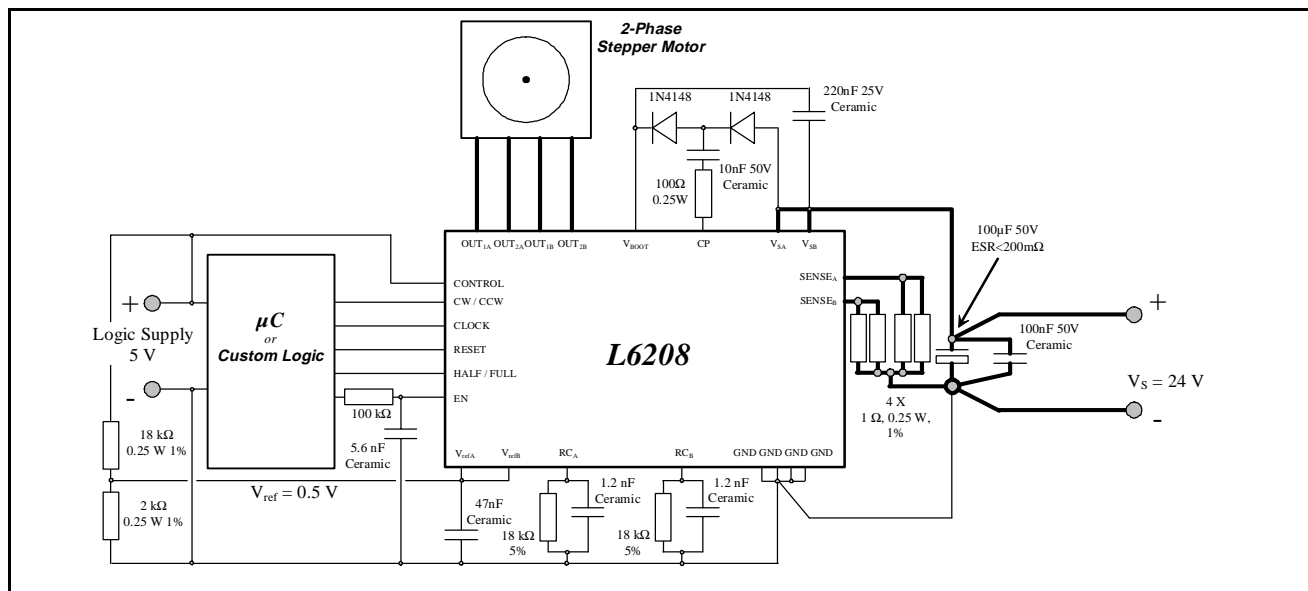 2-Phase
Stepper Motor
1N4148
1N4148
220nF 25V
Ceramic
10nF 50V
Ceramic
100Ω
0.25W
100µF 50V
ESR<200mΩ
OUT1A
OUT2A
OUT1B
OUT2B
VBOOT
CP
VSA
VSB
CONTROL
CW / CCW
CLOCK
RESET
HALF / FULL
EN
SENSEA
SENSEB
L6208
µC
or
Custom Logic
+
Logic Supply
5 V
-
100 kΩ
5.6 nF
Ceramic
18 kΩ
0.25 W 1%
2 kΩ
0.25 W 1%
Vref = 0.5 V
VrefA
VrefB
RCA
RCB
GND GND GND GND
47nF
Ceramic
1.2 nF
Ceramic
18 kΩ
5%
1.2 nF
Ceramic
18 kΩ
5%
4 X
1 Ω, 0.25 W,
1%
100nF 50V
Ceramic
+
VS = 24 V
-